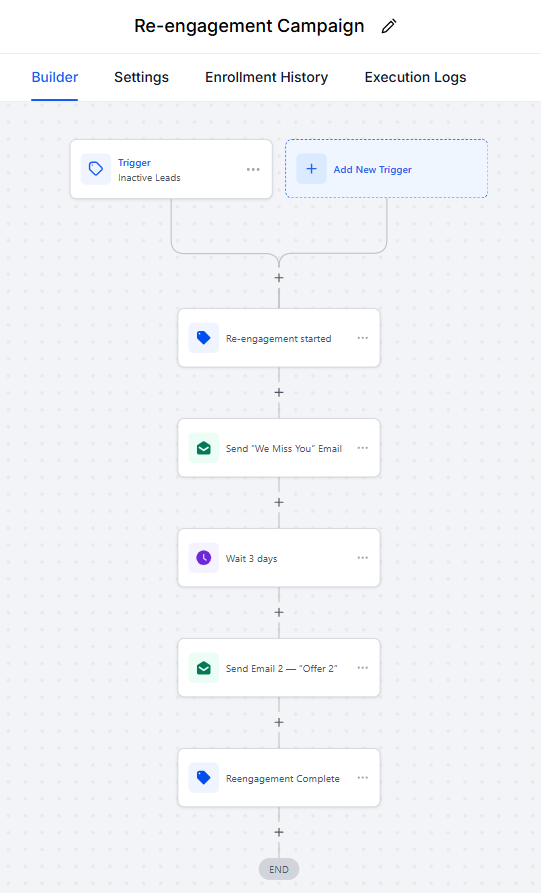 Re-engagement Campaign
Builder Settings Enrollment History Execution Logs
Trigger
Inactive Leads
Add New Trigger
Re-engagement started
Send "We Miss You" Email
Wait 3 days
Send Email 2 — "Offer 2"
Reengagement Complete
END